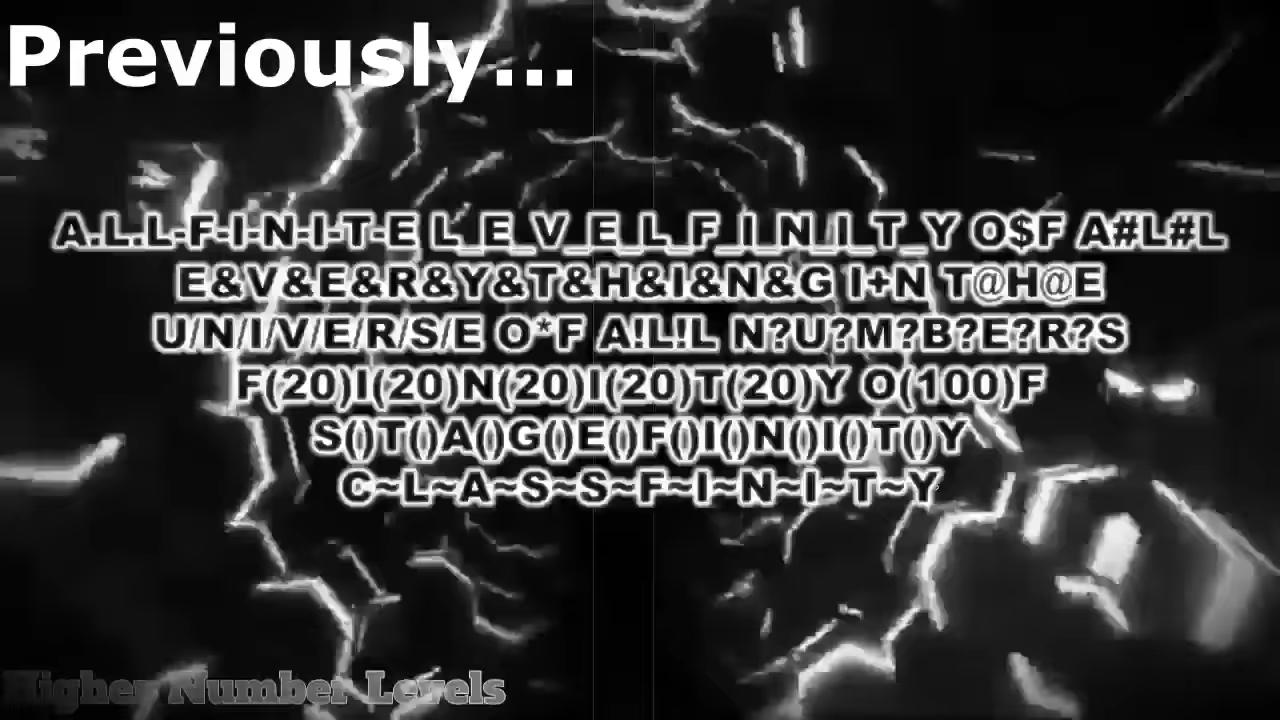 Previously...
A.L.L-F-I-N-I-T-E L_E_V_E_L_F_I_N_I_T_Y O$F A#L#L
E&V&E&R&Y&T&H&I&N&G I+N T@H@E
U/N/I/V/E/R/S/E O*F A!L!L N?U?M?B?E?R?S
F(20)I(20)N(20)I(20)T(20)Y O(100)F
S()T()A()G()E()F()I()N()I()T()Y
C~L~A~S~S~F~I~N~I~T~Y
Higher Number Levels